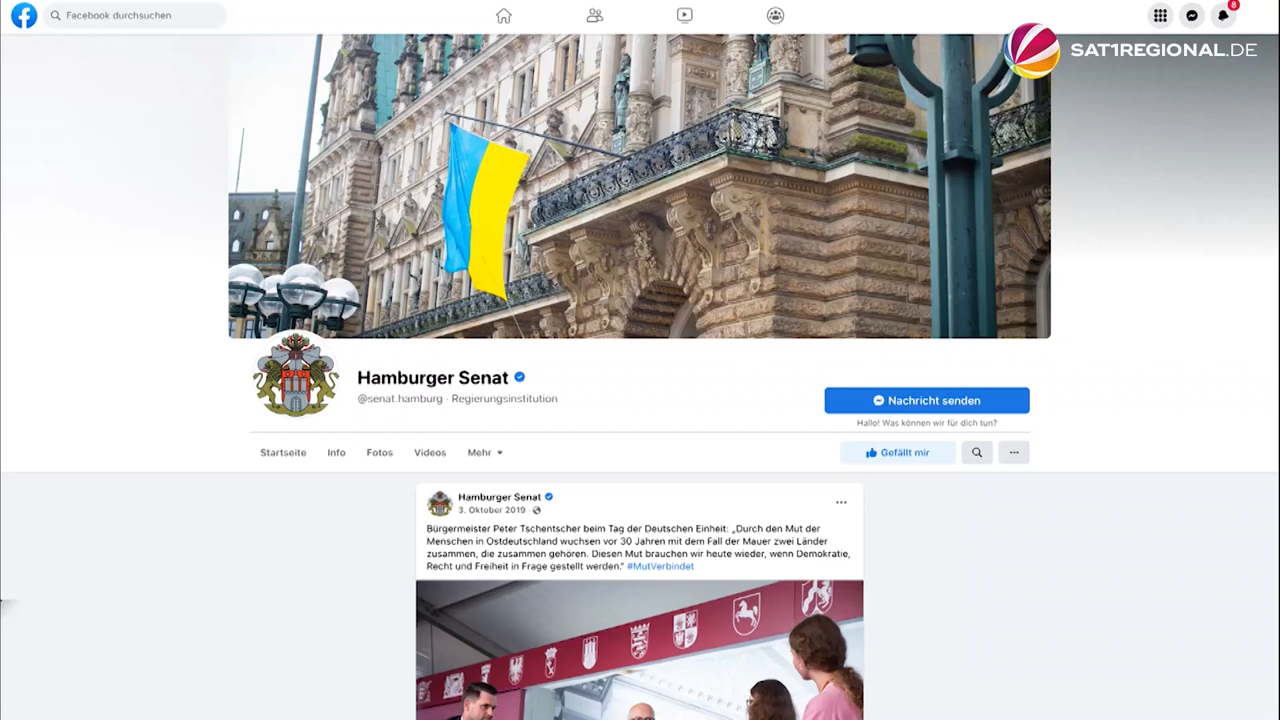 Facebook durchsuchen
8
SAT1REGIONAL.DE
Hamburger Senat
@senat.hamburg · Regierungsinstitution
Nachricht senden
Hallo! Was können wir für dich tun?
Startseite Info Fotos Videos Mehr
Gefällt mir
Hamburger Senat
3. Oktober 2019 ·
Bürgermeister Peter Tschentscher beim Tag der Deutschen Einheit: „Durch den Mut der
Menschen in Ostdeutschland wuchsen vor 30 Jahren mit dem Fall der Mauer zwei Länder
zusammen, die zusammen gehören. Diesen Mut brauchen wir heute wieder, wenn Demokratie,
Recht und Freiheit in Frage gestellt werden.“ #MutVerbindet